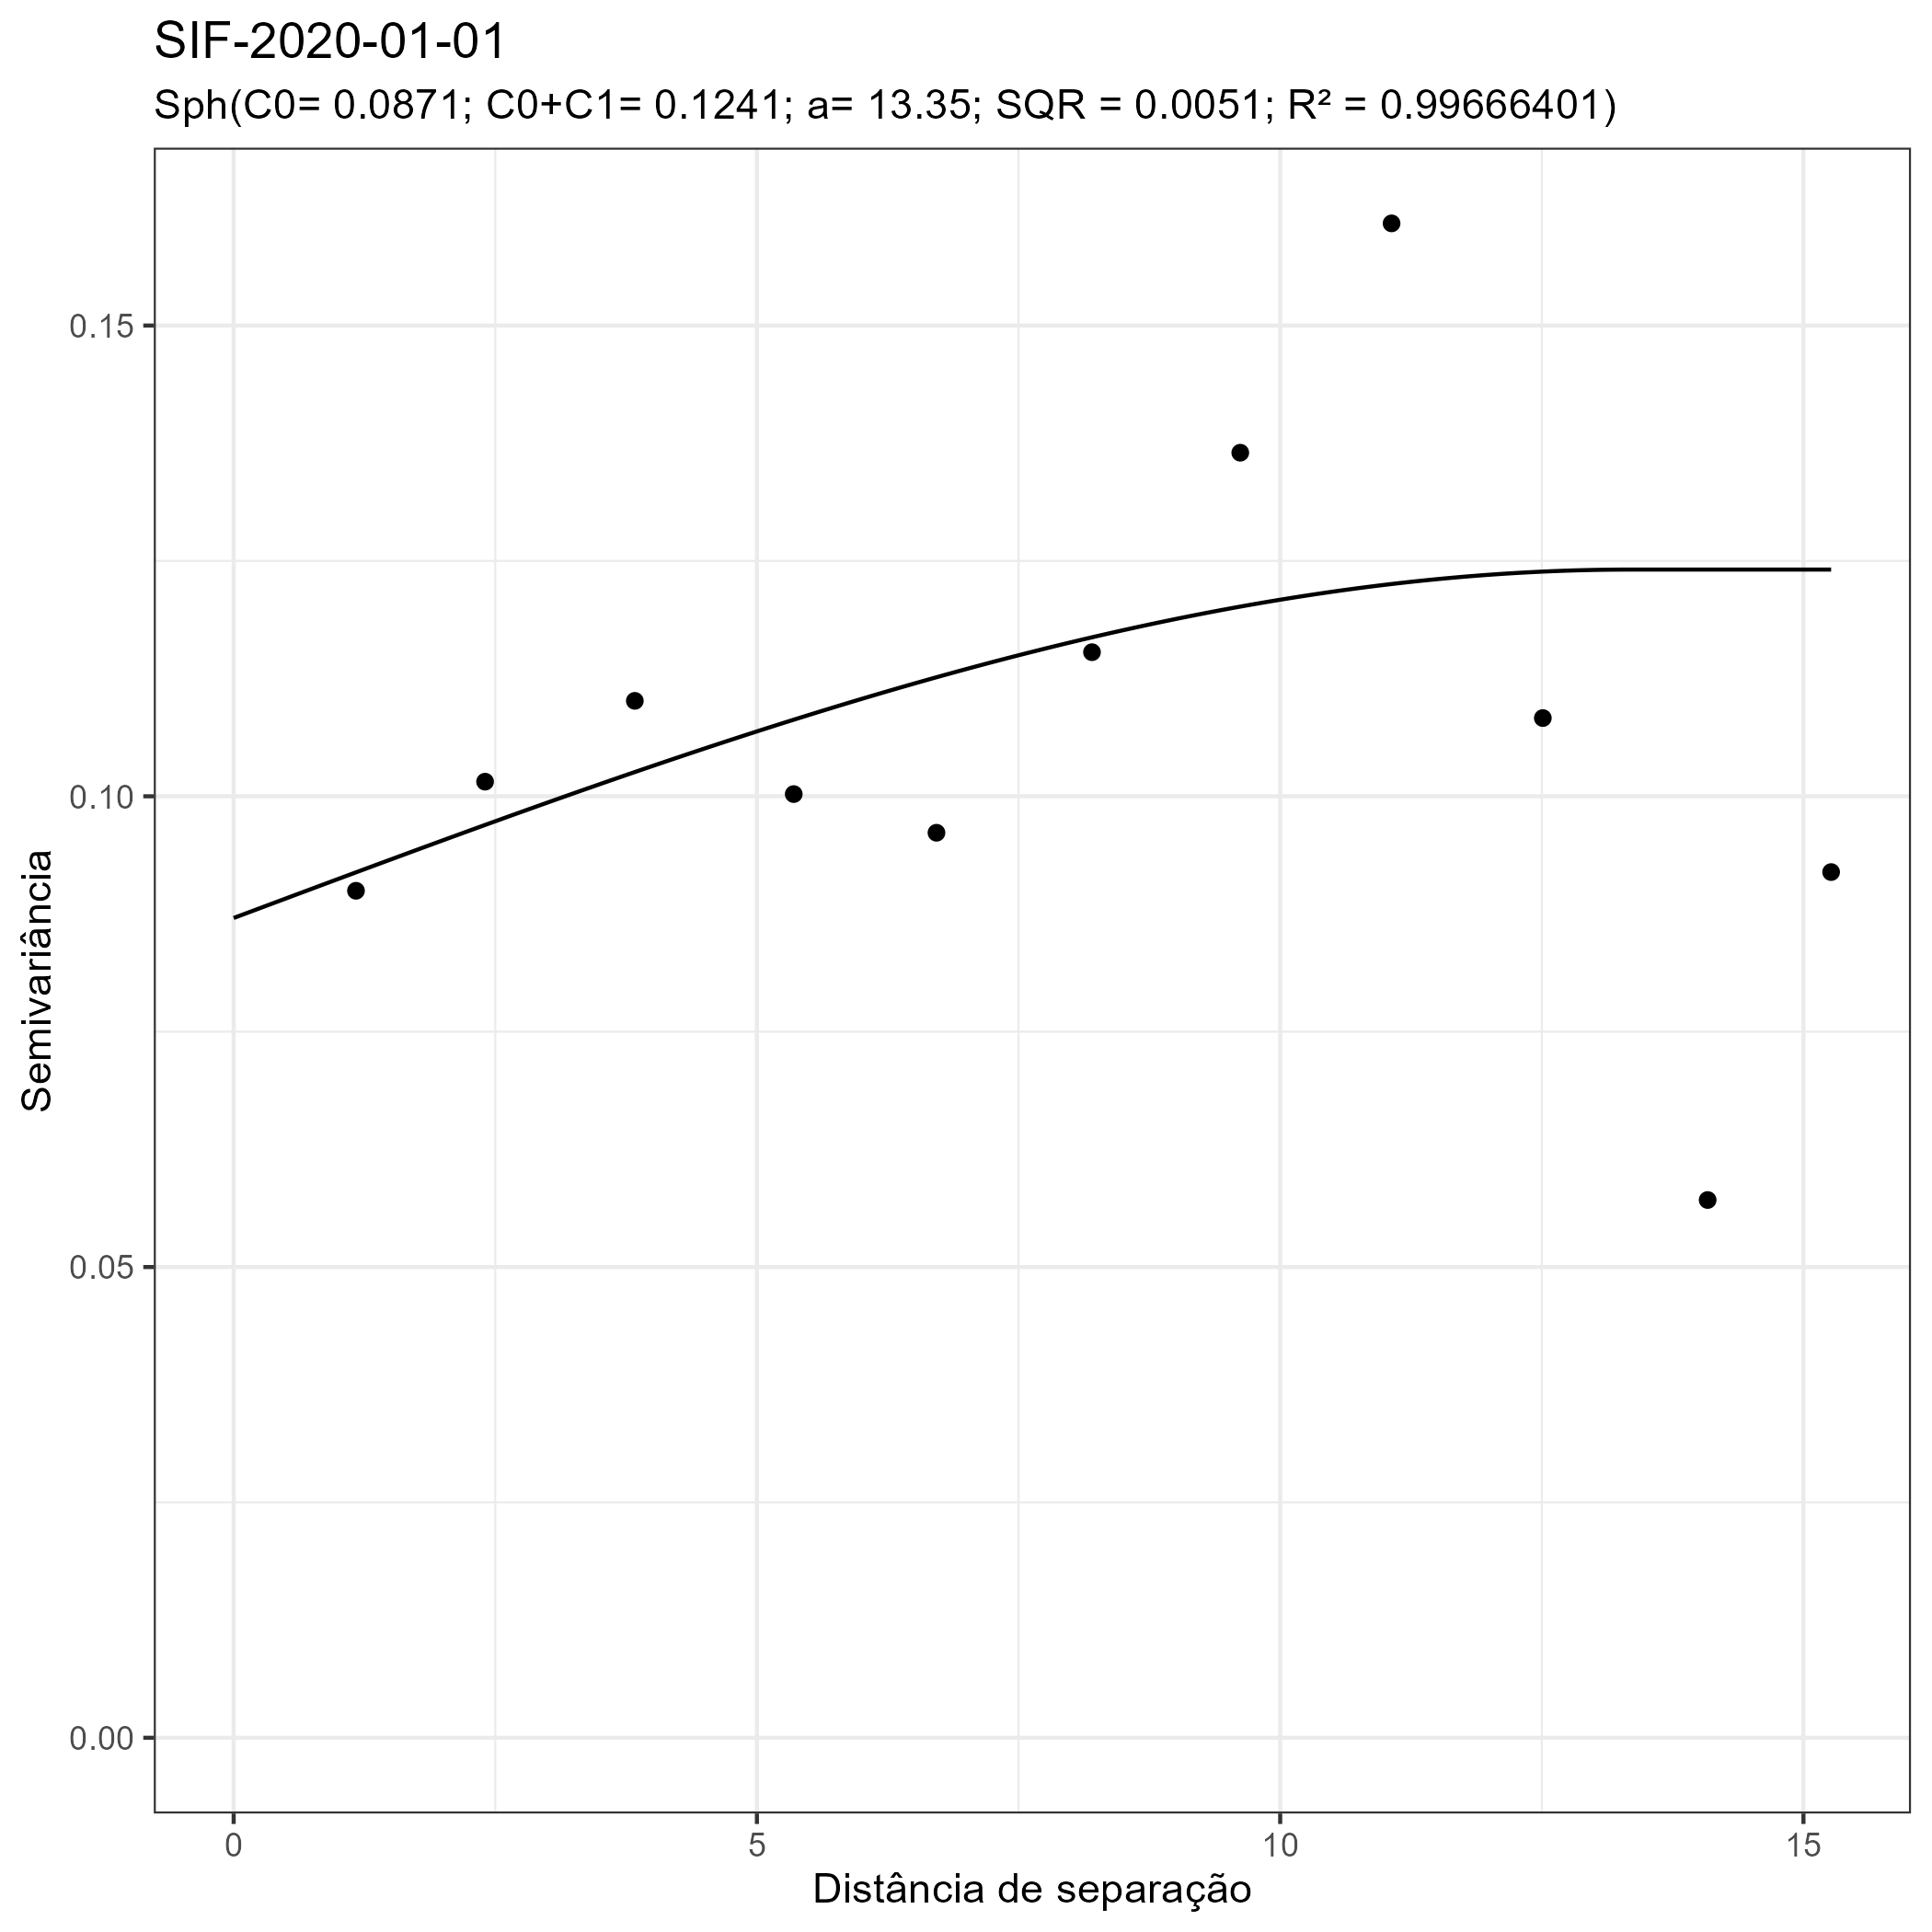 SIF-2020-01-01
Sph(C0= 0.0871; C0+C1= 0.1241; a= 13.35; SQR = 0.0051; R² = 0.99666401)
Semivariância
0.15
0.10
0.05
0.00
0
5
10
15
Distância de separação